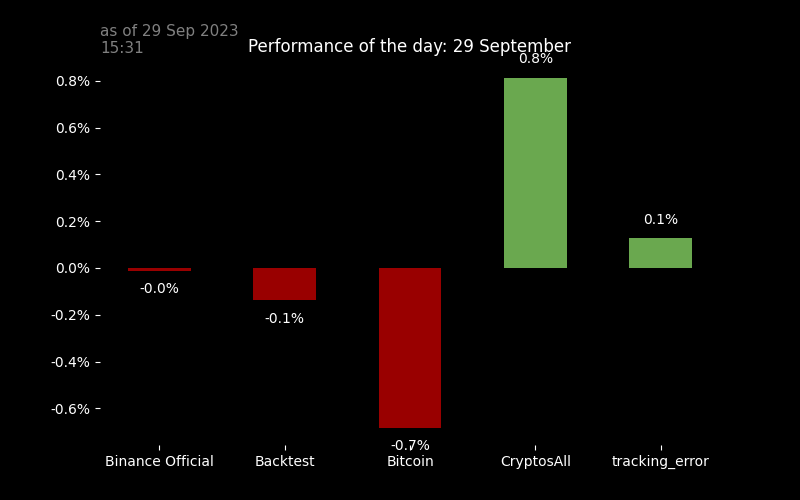 as of 29 Sep 2023
15:31
Performance of the day: 29 September
0.8%
0.8%
0.6%
0.4%
0.2%
0.1%
0.0%
-0.0%
-0.2%
-0.1%
-0.4%
-0.6%
-0.7%
Binance Official
Backtest
Bitcoin
CryptosAll
tracking_error